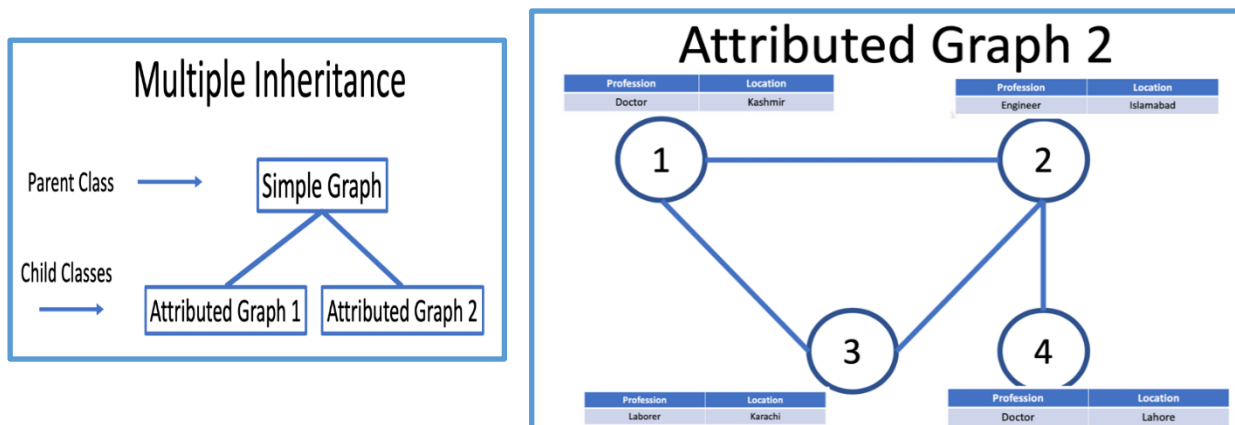 Multiple Inheritance
Parent Class
Simple Graph
Child Classes
Attributed Graph 1
Attributed Graph 2
Attributed Graph 2
Profession Location
Doctor Kashmir
Profession Location
Engineer Islamabad
1
2
3
4
Profession Location
Laborer Karachi
Profession Location
Doctor Lahore